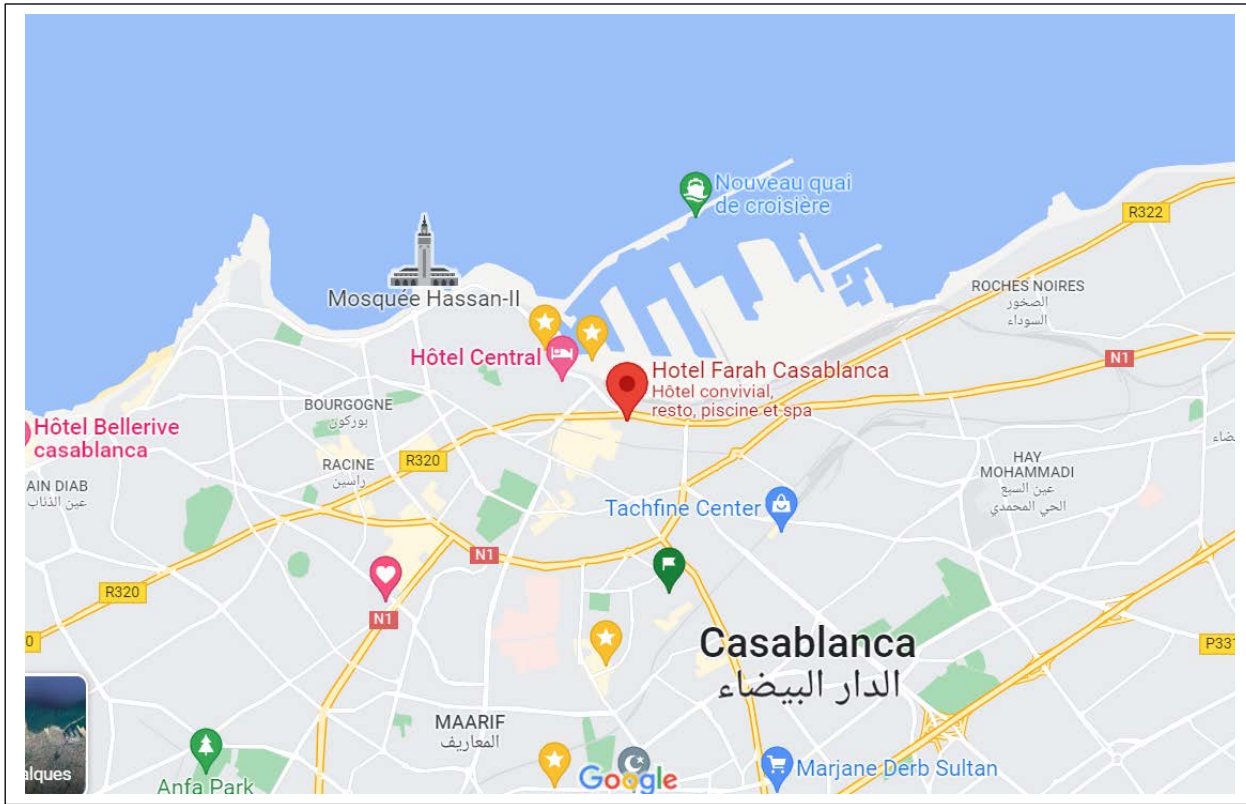 Nouveau quai
de croisière
R322
ROCHES NOIRES
الصخور
السوداء
Mosquée Hassan-II
Hôtel Central
Hotel Farah Casablanca
Hôtel convivial,
resto, piscine et spa
N1
BOURGOGNE
بوركون
Hôtel Bellerive
casablanca
RACINE
راسين
R320
HAY
MOHAMMADI
عين السبع
الحي المحمدي
AIN DIAB
عين الذئاب
Tachfine Center
N1
R320
N1
0
Casablanca
الدار البيضاء
P331
MAARIF
المعاريف
alques
Anfa Park
Google
Marjane Derb Sultan